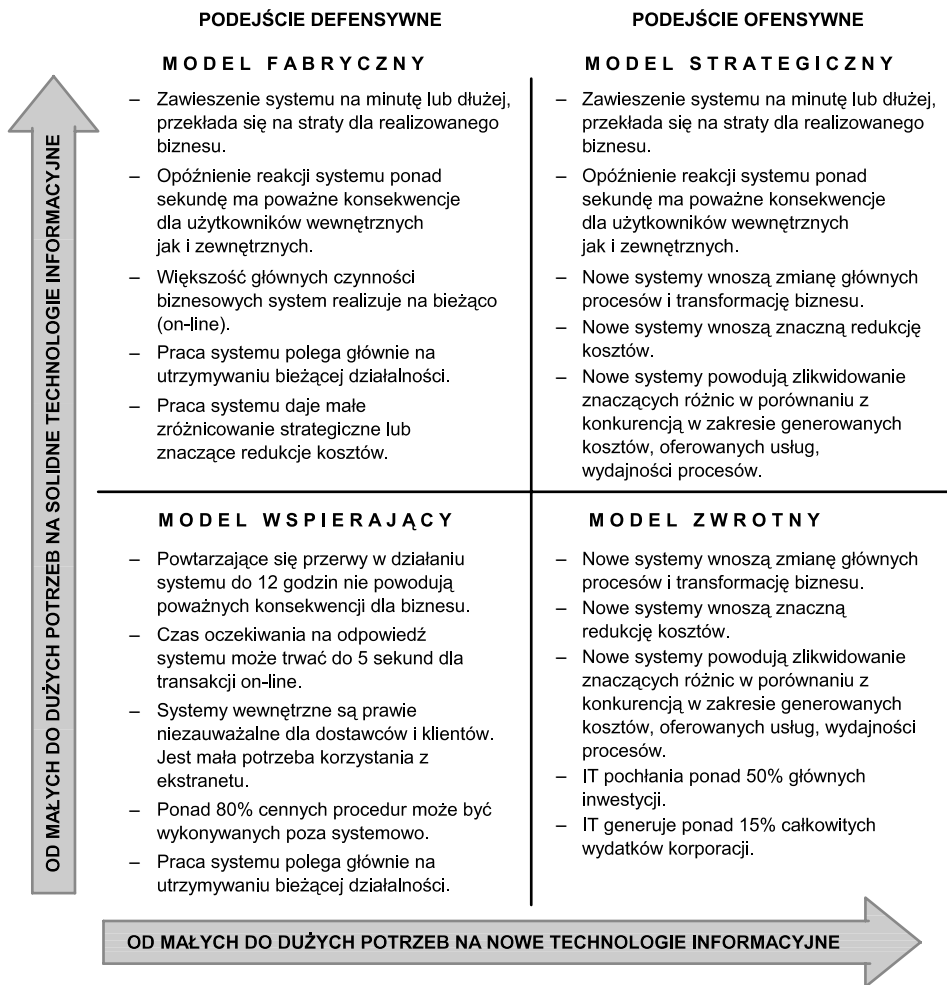 PODEJŚCIE DEFENSYWNE
PODEJŚCIE OFENSYWNE
OD MAŁYCH DO DUŻYCH POTRZEB NA SOLIDNE TECHNOLOGIE INFORMACYJNE
MODEL FABRYCZNY
– Zawieszenie systemu na minutę lub dłużej,
przekłada się na straty dla realizowanego
biznesu.
– Opóźnienie reakcji systemu ponad
sekundę ma poważne konsekwencje
dla użytkowników wewnętrznych
jak i zewnętrznych.
– Większość głównych czynności
biznesowych system realizuje na bieżąco
(on-line).
– Praca systemu polega głównie na
utrzymywaniu bieżącej działalności.
– Praca systemu daje małe
zróżnicowanie strategiczne lub
znaczące redukcje kosztów.
MODEL STRATEGICZNY
– Zawieszenie systemu na minutę lub dłużej,
przekłada się na straty dla realizowanego
biznesu.
– Opóźnienie reakcji systemu ponad
sekundę ma poważne konsekwencje
dla użytkowników wewnętrznych
jak i zewnętrznych.
– Nowe systemy wnoszą zmianę głównych
procesów i transformację biznesu.
– Nowe systemy wnoszą znaczną redukcję
kosztów.
– Nowe systemy powodują zlikwidowanie
znaczących różnic w porównaniu z
konkurencją w zakresie generowanych
kosztów, oferowanych usług,
wydajności procesów.
MODEL WSPIERAJĄCY
– Powtarzające się przerwy w działaniu
systemu do 12 godzin nie powodują
poważnych konsekwencji dla biznesu.
– Czas oczekiwania na odpowiedź
systemu może trwać do 5 sekund dla
transakcji on-line.
– Systemy wewnętrzne są prawie
niezauważalne dla dostawców i klientów.
Jest mała potrzeba korzystania z
ekstranetu.
– Ponad 80% cennych procedur może być
wykonywanych poza systemowo.
– Praca systemu polega głównie na
utrzymywaniu bieżącej działalności.
MODEL ZWROTNY
– Nowe systemy wnoszą zmianę głównych
procesów i transformację biznesu.
– Nowe systemy wnoszą znaczną
redukcję kosztów.
– Nowe systemy powodują zlikwidowanie
znaczących różnic w porównaniu z
konkurencją w zakresie generowanych
kosztów, oferowanych usług, wydajności
procesów.
– IT pochłania ponad 50% głównych
inwestycji.
– IT generuje ponad 15% całkowitych
wydatków korporacji.
OD MAŁYCH DO DUŻYCH POTRZEB NA NOWE TECHNOLOGIE INFORMACYJNE